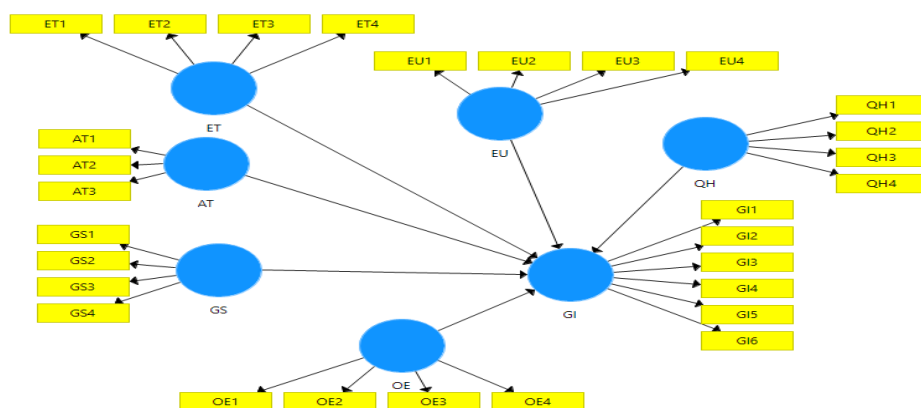 ET1
ET2
ET3
ET4
ET
EU1
EU2
EU3
EU4
EU
QH1
QH2
QH3
QH4
QH
AT1
AT2
AT3
AT
GS1
GS2
GS3
GS4
GS
GI1
GI2
GI3
GI4
GI5
GI6
GI
OE
OE1
OE2
OE3
OE4